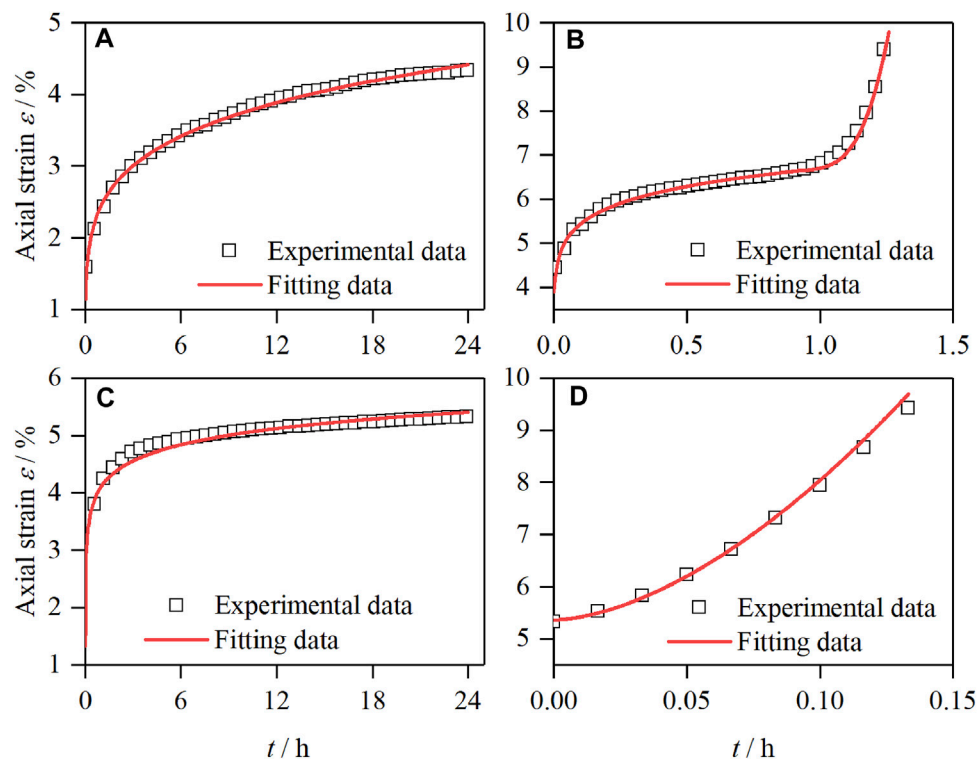 A
Axial strain ε / %
5
4
3
2
1
Experimental data
Fitting data
0 6 12 18 24
B
10
9
8
7
6
5
4
Experimental data
Fitting data
0.0 0.5 1.0 1.5
C
Axial strain ε / %
6
5
4
3
2
1
Experimental data
Fitting data
0 6 12 18 24
t / h
D
10
9
8
7
6
5
Experimental data
Fitting data
0.00 0.05 0.10 0.15
t / h